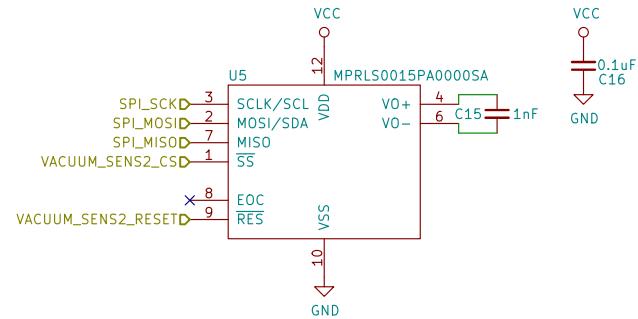 VCC
VCC
12
U5
MPRLS0015PA0000SA
0.1uF
C16
SPI_SCK
3
SCLK/SCL
VDD
VO+
4
C15
1nF
SPI_MOSI
2
MOSI/SDA
VO-
6
GND
SPI_MISO
7
MISO
VACUUM_SENS2_CS
1
SS
8
EOC
VACUUM_SENS2_RESET
9
RES
VSS
10
GND